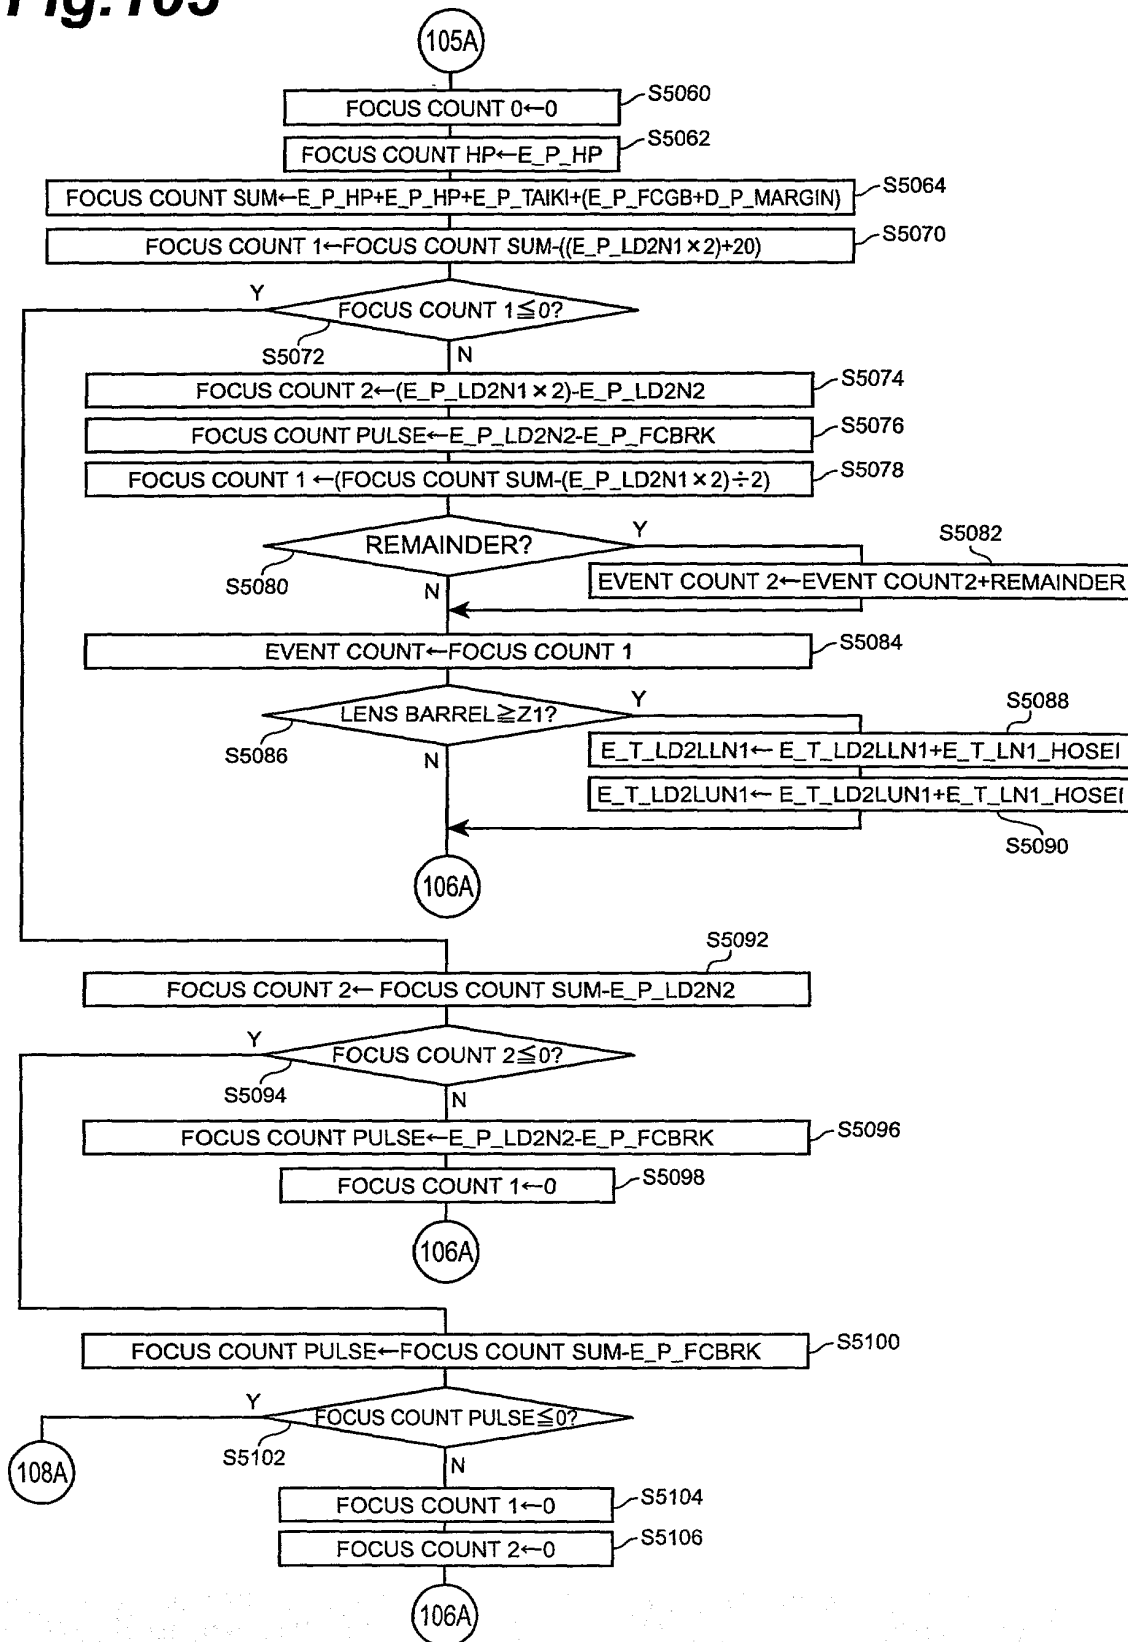 Fig.105
105A
FOCUS COUNT 0←0
S5060
FOCUS COUNT HP←E_P_HP
S5062
FOCUS COUNT SUM←E_P_HP+E_P_HP+E_P_TAIKI+(E_P_FCGB+D_P_MARGIN)
S5064
FOCUS COUNT 1←FOCUS COUNT SUM-((E_P_LD2N1×2)+20)
S5070
Y
FOCUS COUNT 1≦0?
S5072
N
FOCUS COUNT 2←(E_P_LD2N1×2)-E_P_LD2N2
S5074
FOCUS COUNT PULSE←E_P_LD2N2-E_P_FCBRK
S5076
FOCUS COUNT 1←(FOCUS COUNT SUM-(E_P_LD2N1×2)÷2)
S5078
REMAINDER?
Y
S5080
N
S5082
EVENT COUNT 2←EVENT COUNT2+REMAINDER
EVENT COUNT←FOCUS COUNT 1
S5084
LENS BARREL≧Z1?
Y
S5086
N
S5088
E_T_LD2LLN1← E_T_LD2LLN1+E_T_LN1_HOSEI
E_T_LD2LUN1← E_T_LD2LUN1+E_T_LN1_HOSEI
S5090
106A
S5092
FOCUS COUNT 2← FOCUS COUNT SUM-E_P_LD2N2
Y
FOCUS COUNT 2≦0?
S5094
N
FOCUS COUNT PULSE←E_P_LD2N2-E_P_FCBRK
S5096
FOCUS COUNT 1←0
S5098
106A
FOCUS COUNT PULSE←FOCUS COUNT SUM-E_P_FCBRK
S5100
Y
FOCUS COUNT PULSE≦0?
S5102
N
108A
FOCUS COUNT 1←0
S5104
FOCUS COUNT 2←0
S5106
106A